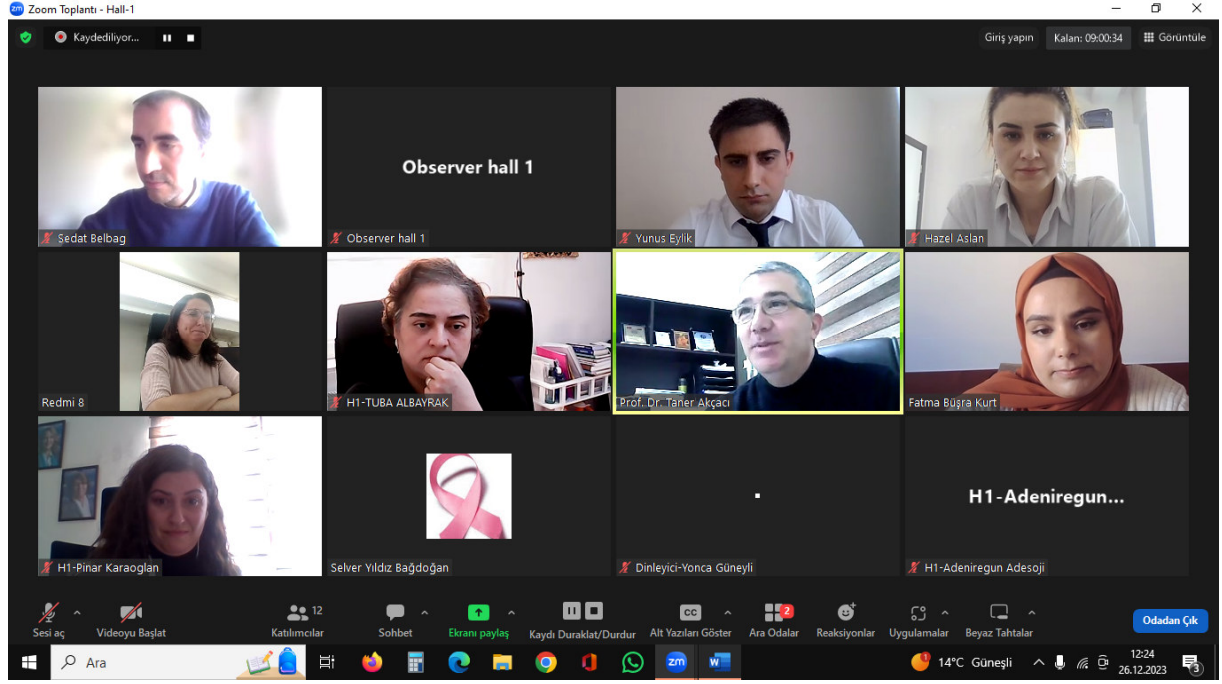 Zoom Toplantı - Hall-1
Kaydediliyor...
Giriş yapın
Kalan: 09:00:34
Görüntüle
Observer hall 1
Sedat Belbag
Observer hall 1
Yunus Eylik
Hazel Aslan
Redmi 8
H1-TUBA ALBAYRAK
Prof. Dr. Taner Akçacı
Fatma Büşra Kurt
H1-Adeniregun...
H1-Pinar Karaoglan
Selver Yıldız Bağdoğan
Dinleyici-Yonca Güneyli
H1-Adeniregun Adesoji
12
CC
2
Sesi aç
Videoyu Başlat
Katılımcılar
Sohbet
Ekranı paylaş
Kaydı Duraklat/Durdur
Alt Yazıları Göster
Ara Odalar
Reaksiyonlar
Uygulamalar
Beyaz Tahtalar
Odadan Çık
Ara
zm
W
14°C Güneşli
12:24
26.12.2023
3